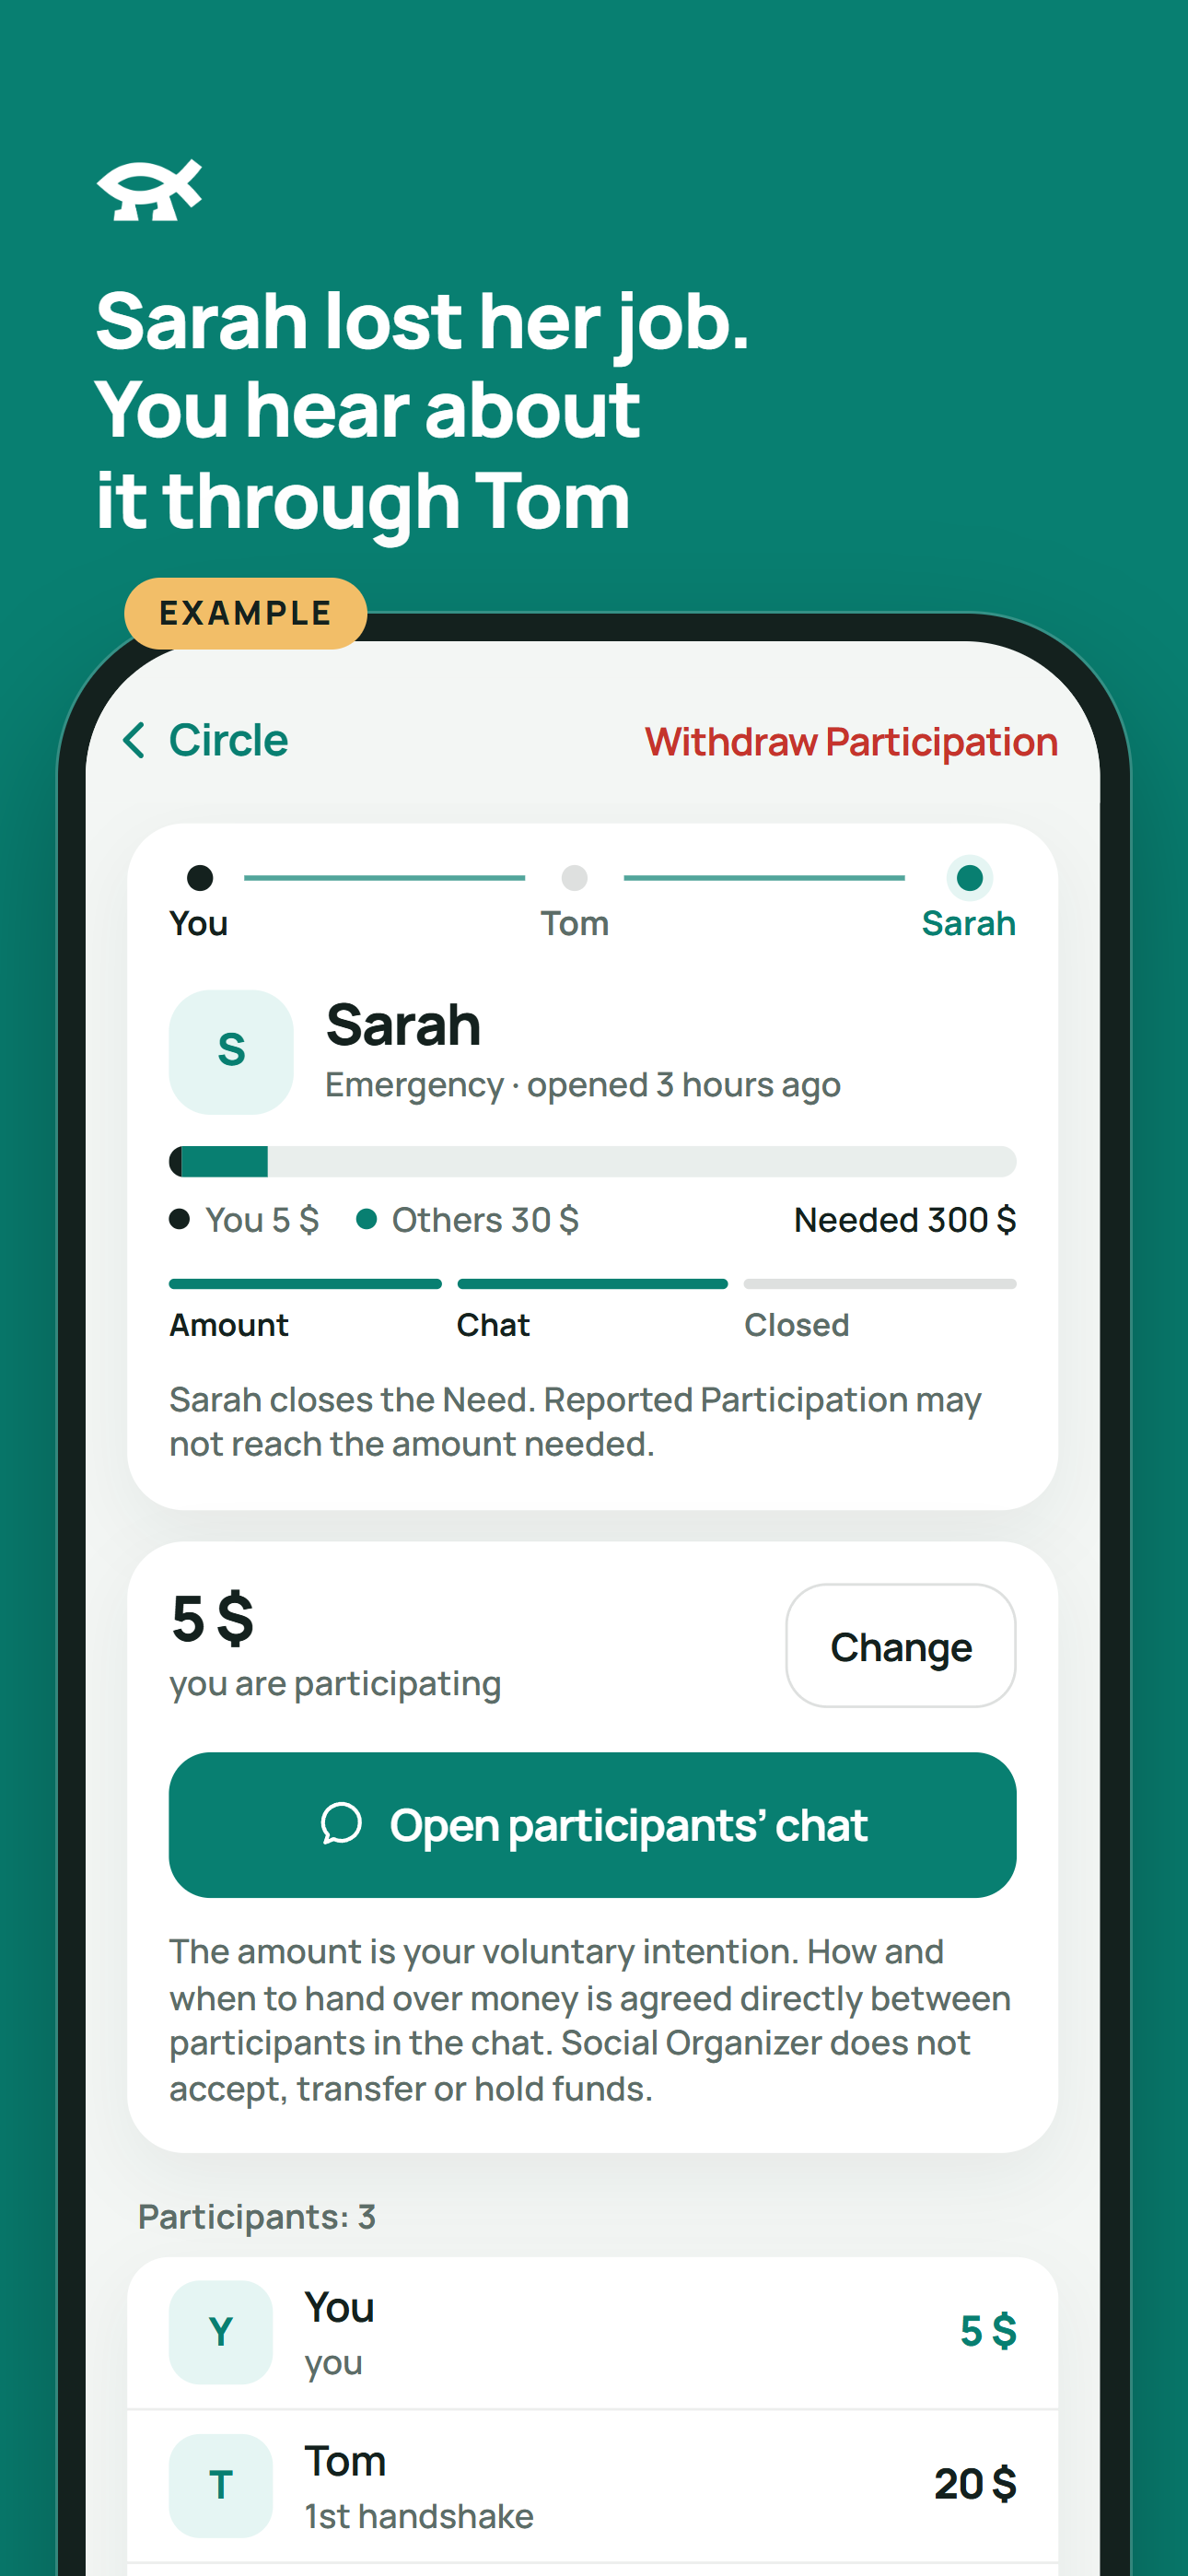 Sarah lost her job.
You hear about
it through Tom
EXAMPLE
Circle
Withdraw Participation
You
Tom
Sarah
S
Sarah
Emergency · opened 3 hours ago
You 5 $
Others 30 $
Needed 300 $
Amount
Chat
Closed
Sarah closes the Need. Reported Participation may
not reach the amount needed.
5 $
you are participating
Change
Open participants’ chat
The amount is your voluntary intention. How and
when to hand over money is agreed directly between
participants in the chat. Social Organizer does not
accept, transfer or hold funds.
Participants: 3
Y
You
you
5 $
T
Tom
1st handshake
20 $